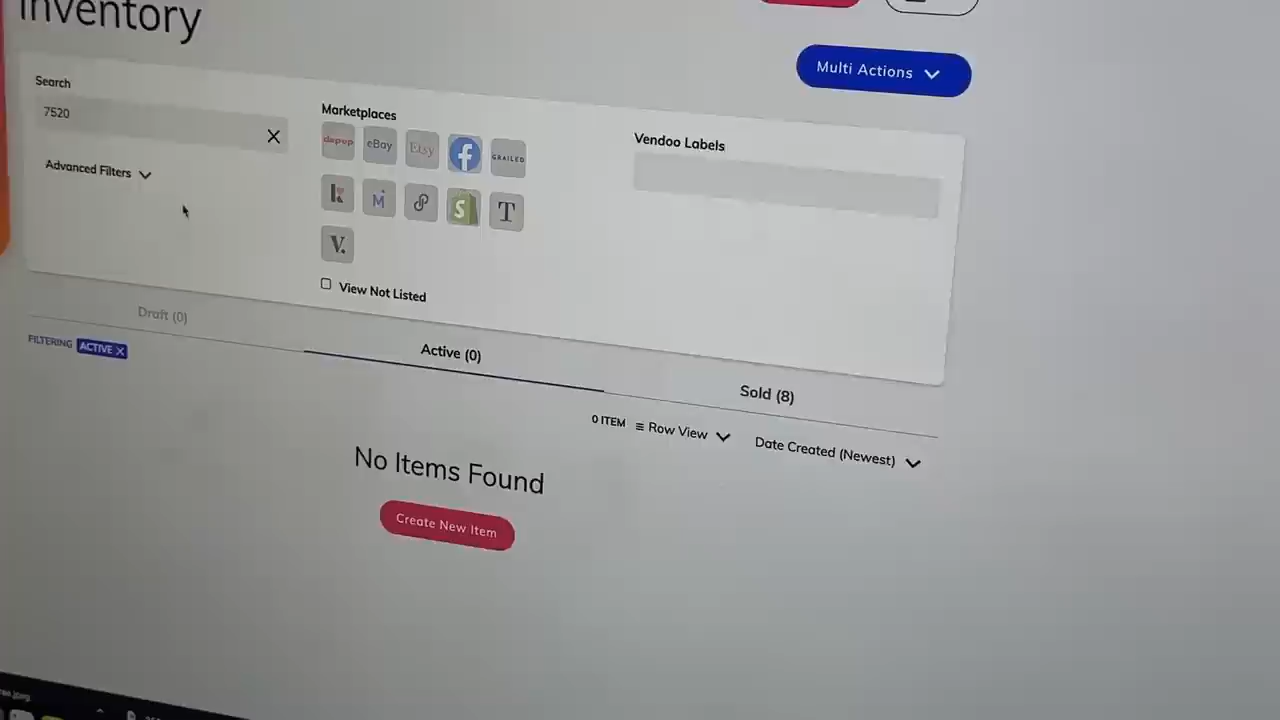 Inventory
Multi Actions
Search
7520
Advanced Filters
Marketplaces
depop eBay Etsy GRAILED
M S T
V.
View Not Listed
Vendoo Labels
Draft (0)
Active (0)
Sold (8)
FILTERING ACTIVE X
0 ITEM Row View Date Created (Newest)
No Items Found
Create New Item